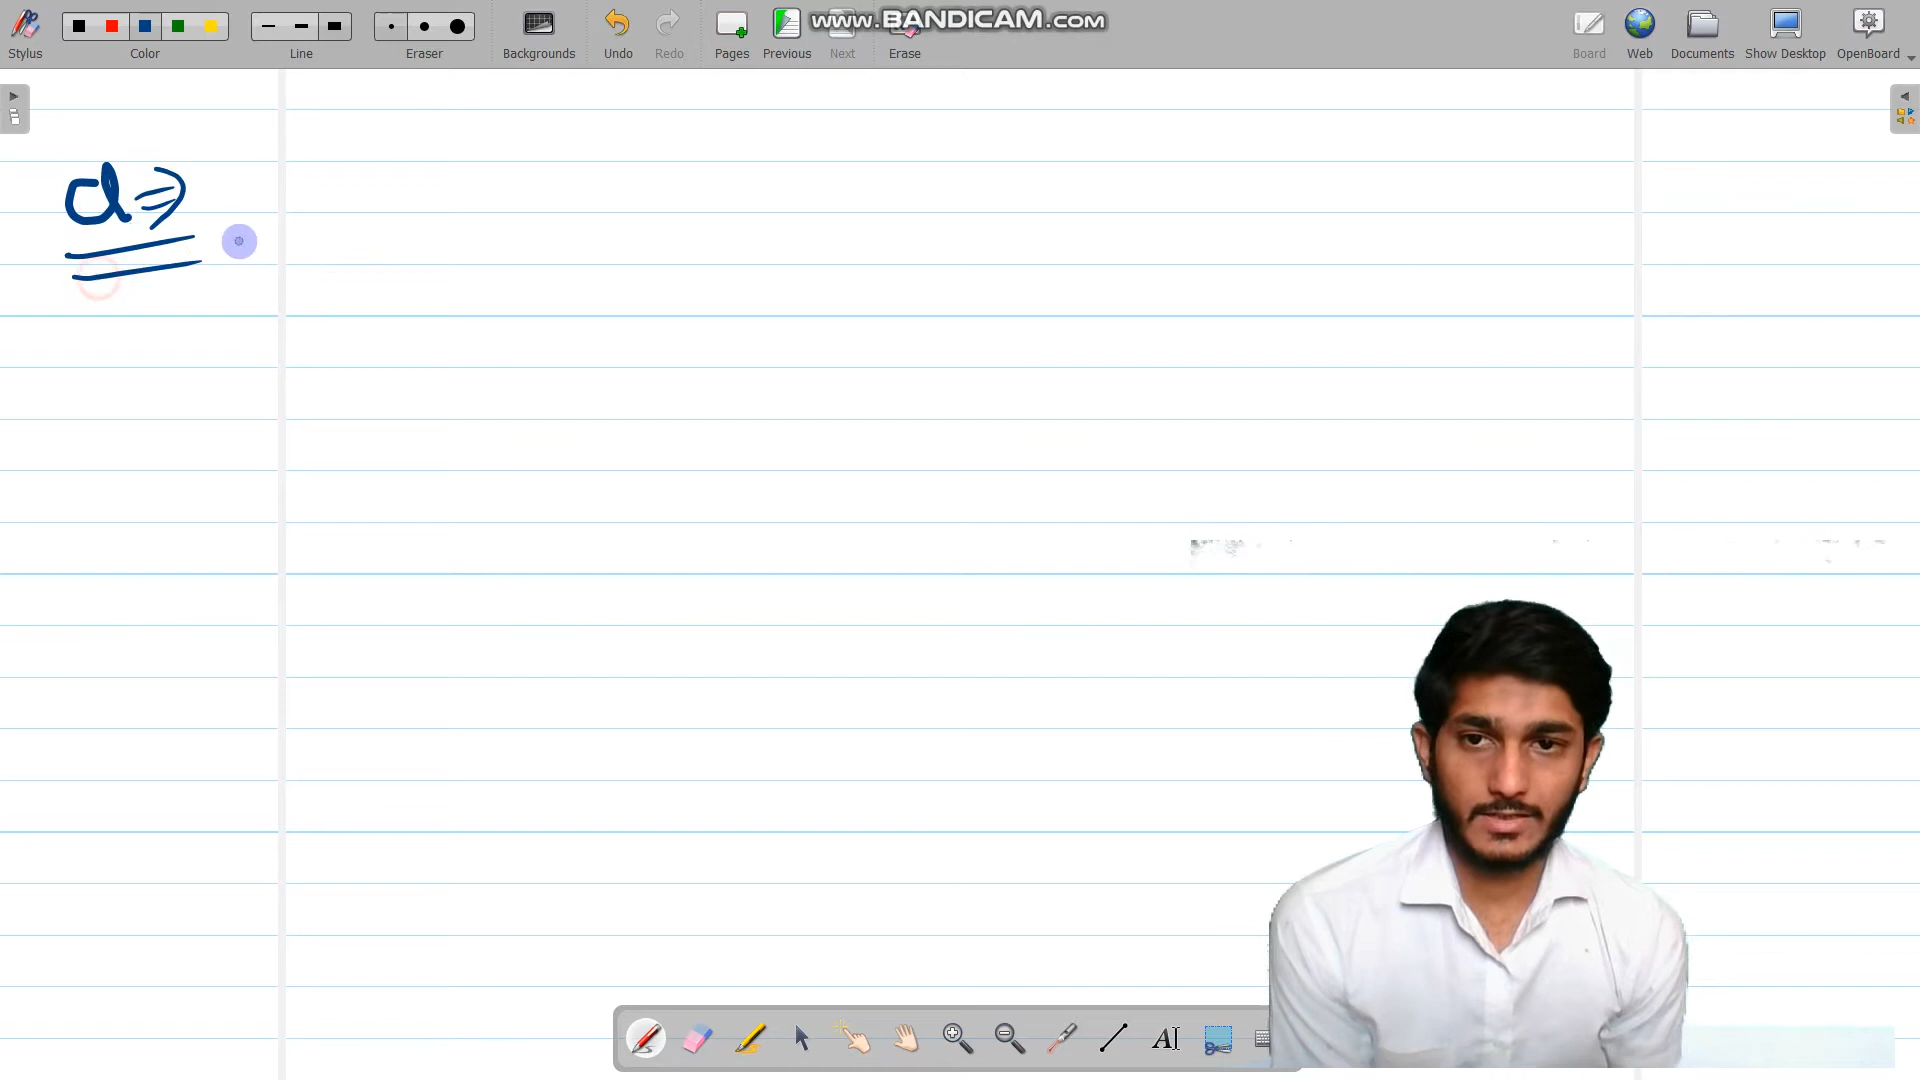 www.BANDICAM.com
Stylus Color Line Eraser Backgrounds Undo Redo Pages Previous Next Erase Board Web Documents Show Desktop OpenBoard
d⇒